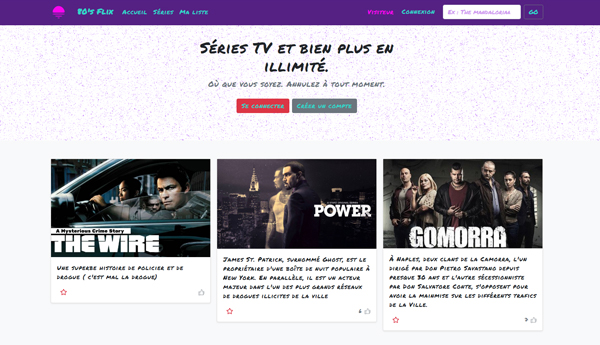 80's Flix Accueil Séries Ma liste Visiteur Connexion Ex : The mandalorian GO
Séries TV et bien plus en
illimité.
Où que vous soyez. Annulez à tout moment.
Se connecter Créer un compte
A Mysterious Crime Story
THE WIRE
POWER
GOMORRA
Une superbe histoire de policier et de
drogue ( c'est mal la drogue)
James St. Patrick, surnommé Ghost, est le
propriétaire d'une boîte de nuit populaire à
New York. En parallèle, il est un acteur
majeur dans l'un des plus grands réseaux
de drogues illicites de la ville
6
À Naples, deux clans de la Camorra, l'un
dirigé par Don Pietro Savastano depuis
presque 30 ans et l'autre sécessionniste
par Don Salvatore Conte, s'opposent pour
avoir la mainmise sur les différents trafics
de la Ville.